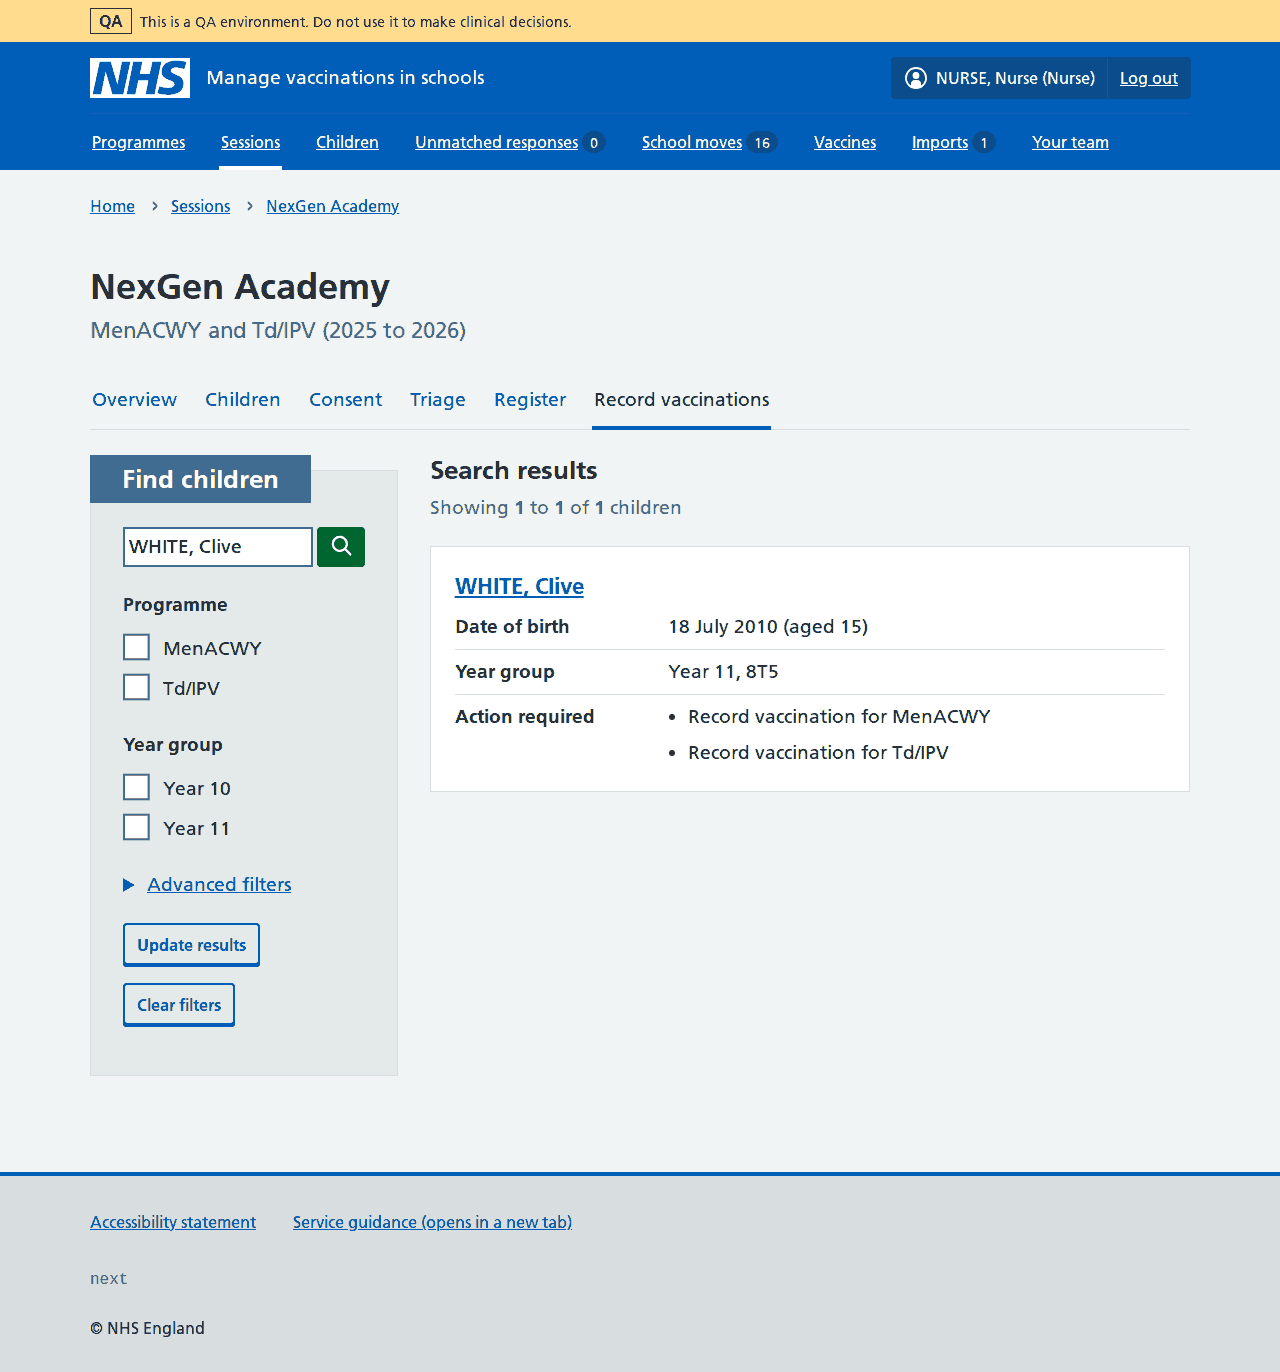 QA This is a QA environment. Do not use it to make clinical decisions.
NHS Manage vaccinations in schools
NURSE, Nurse (Nurse) Log out
Programmes Sessions Children Unmatched responses 0 School moves 16 Vaccines Imports 1 Your team
Home Sessions NexGen Academy
NexGen Academy
MenACWY and Td/IPV (2025 to 2026)
Overview Children Consent Triage Register Record vaccinations
Find children
WHITE, Clive
Programme
MenACWY
Td/IPV
Year group
Year 10
Year 11
Advanced filters
Update results
Clear filters
Search results
Showing 1 to 1 of 1 children
WHITE, Clive
Date of birth 18 July 2010 (aged 15)
Year group Year 11, 8T5
Action required • Record vaccination for MenACWY
• Record vaccination for Td/IPV
Accessibility statement Service guidance (opens in a new tab)
next
© NHS England